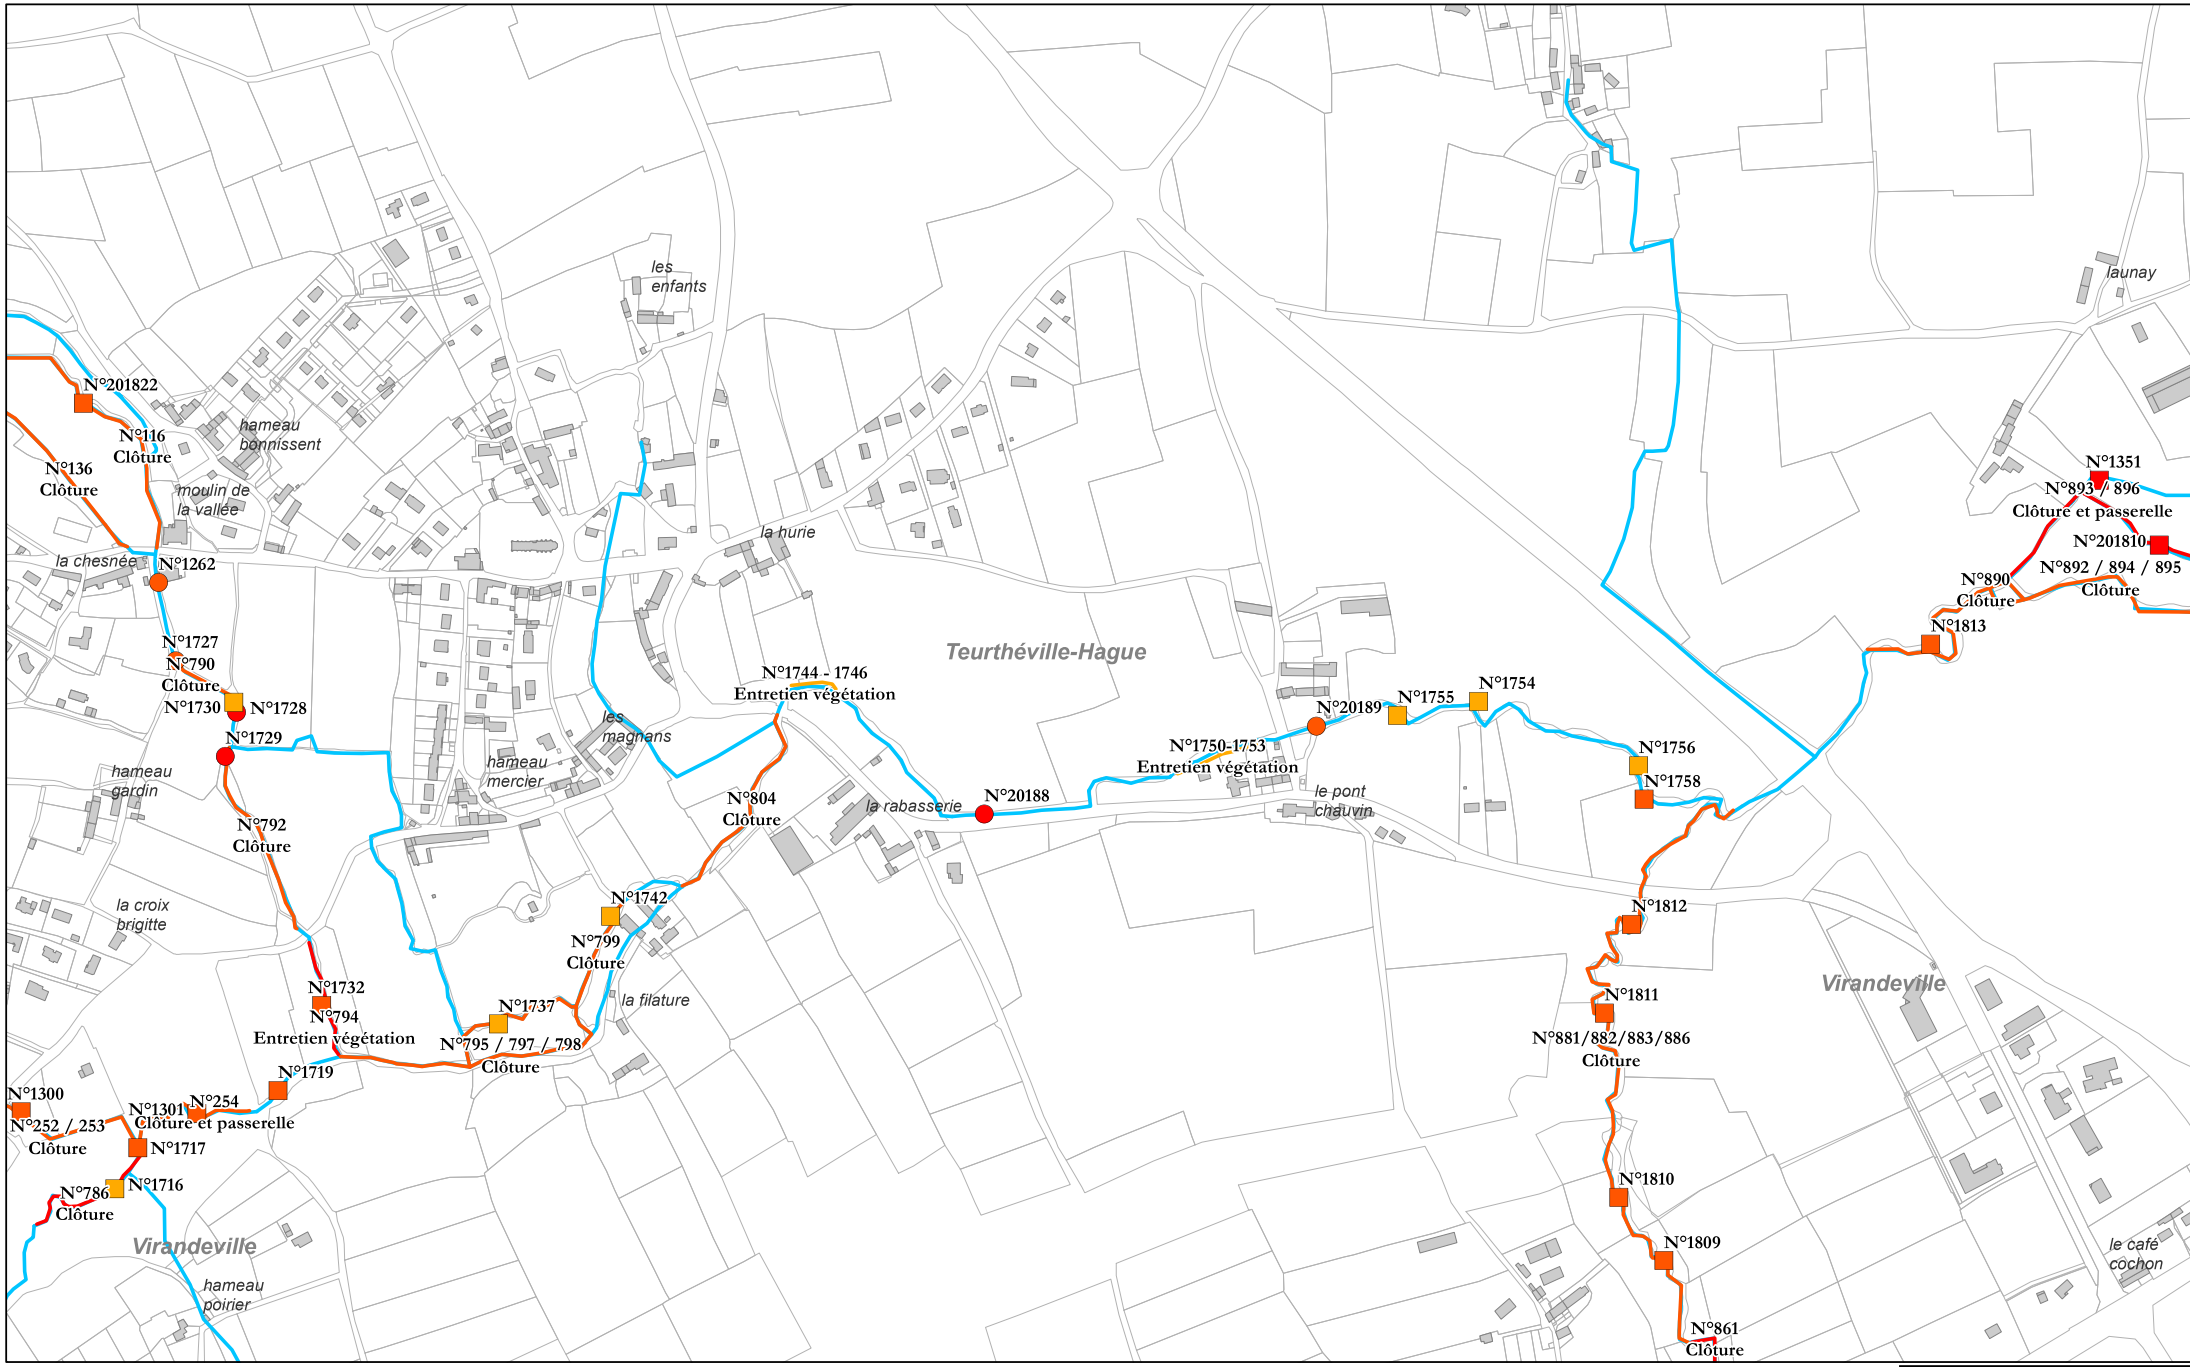 les
enfants
launay
N°201822
hameau
bonnissent
N°116
Clôture
N°136
Clôture
moulin de
la vallée
N°1351
N°893 / 896
Clôture et passerelle
la hurie
N°201810
la chesnée
N°1262
N°892 / 894 / 895
Clôture
N°890
Clôture
N°1813
N°1727
N°790
Clôture
Teurthéville-Hague
N°1744 - 1746
Entretien végétation
N°1730
N°1728
N°1755
N°1754
N°20189
les
magnans
N°1729
N°1750-1753
Entretien végétation
N°1756
hameau
mercier
hameau
gardin
N°1758
N°804
Clôture
la rabasserie
N°20188
le pont
chauvin
N°792
Clôture
N°1742
la croix
brigitte
N°1812
N°799
Clôture
Virandeville
N°1732
la filature
N°1737
N°1811
N°794
Entretien végétation
N°795 / 797 / 798
Clôture
N°881/882/883/886
Clôture
N°1719
N°1300
N°254
N°1301
Clôture et passerelle
N°252 / 253
Clôture
N°1717
N°1716
N°786
Clôture
N°1810
Virandeville
N°1809
le café
cochon
hameau
poirier
N°861
Clôture